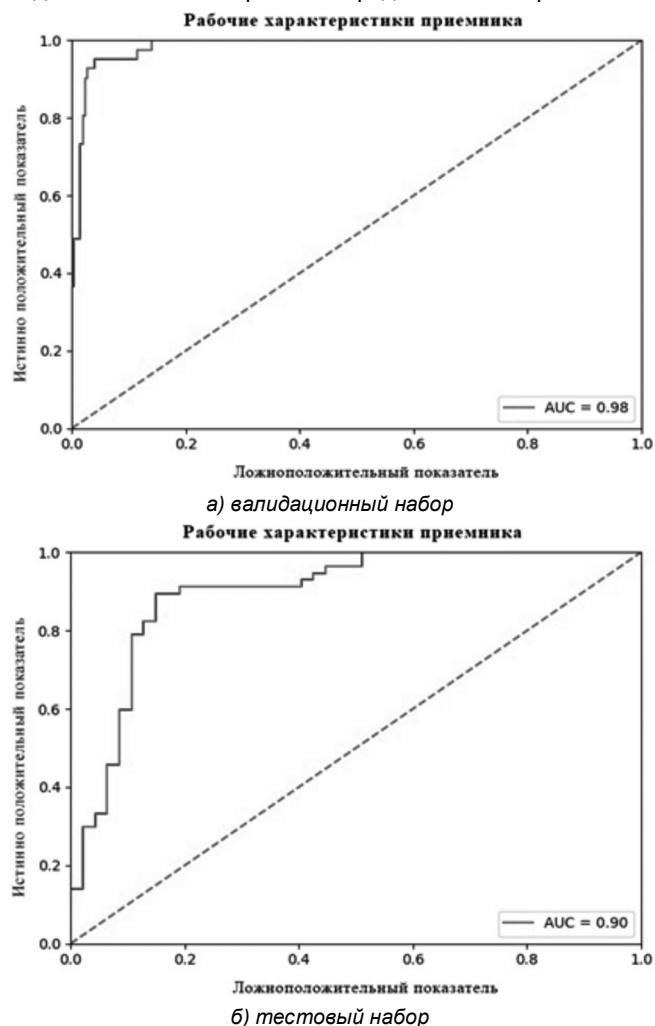 Рабочие характеристики приемника
1.0
0.8
0.6
0.4
0.2
0.0
Истинно положительный показатель
AUC = 0.98
0.0 0.2 0.4 0.6 0.8 1.0
Ложноположительный показатель
а) валидационный набор
Рабочие характеристики приемника
1.0
0.8
0.6
0.4
0.2
0.0
Истинно положительный показатель
AUC = 0.90
0.0 0.2 0.4 0.6 0.8 1.0
Ложноположительный показатель
б) тестовый набор